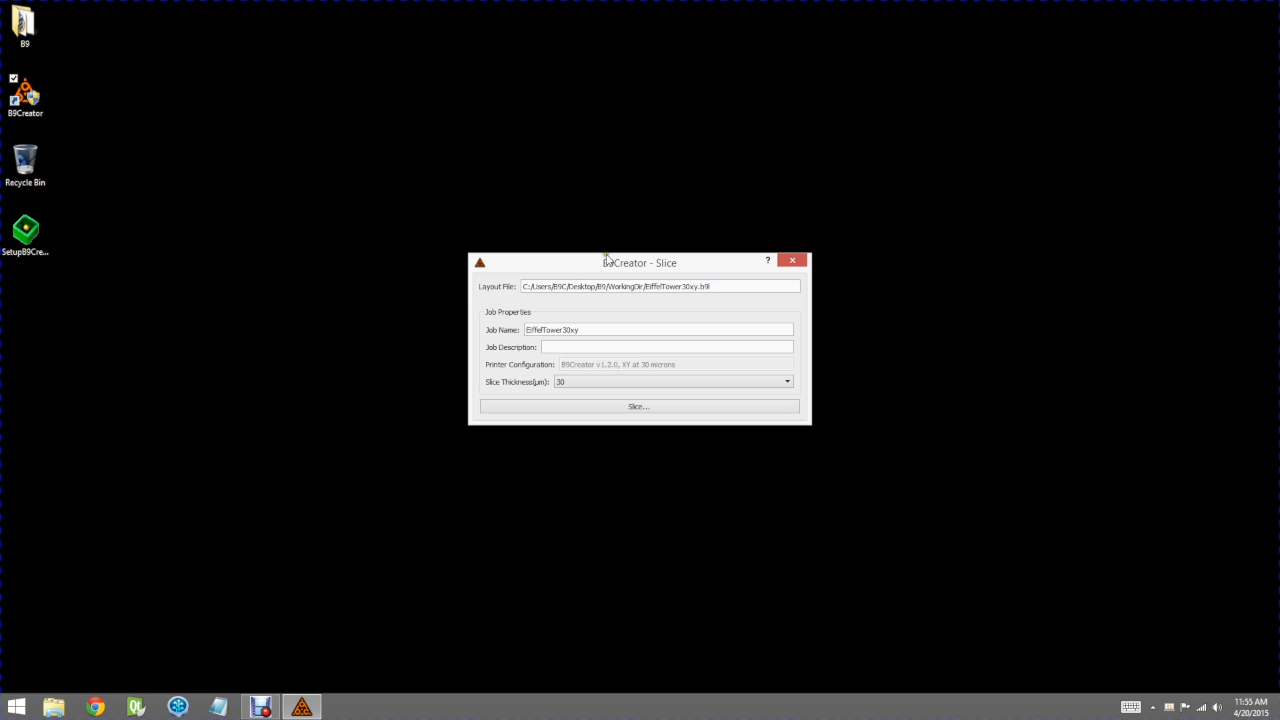 B9
B9Creator
Recycle Bin
SetupB9Cre...
B9Creator - Slice
?
Layout File: C:/Users/B9C/Desktop/B9/WorkingDir/EiffelTower30xy.b9l
Job Properties
Job Name: EiffelTower30xy
Job Description:
Printer Configuration: B9Creator v1.2.0, XY at 30 microns
Slice Thickness(µm): 30
Slice...
11:55 AM
4/20/2015